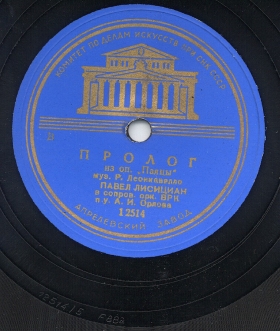 КОМИТЕТ ПО ДЕЛАМ ИСКУССТВ ПРИ СНК СССР
В
ПРОЛОГ
из оп. „Паяцы“
муз. Р. Леонкавалло
ПАВЕЛ ЛИСИЦИАН
в сопров. орк. ВРК
п/у А. И. Орлова
12514
АПРЕЛЕВСКИЙ ЗАВОД